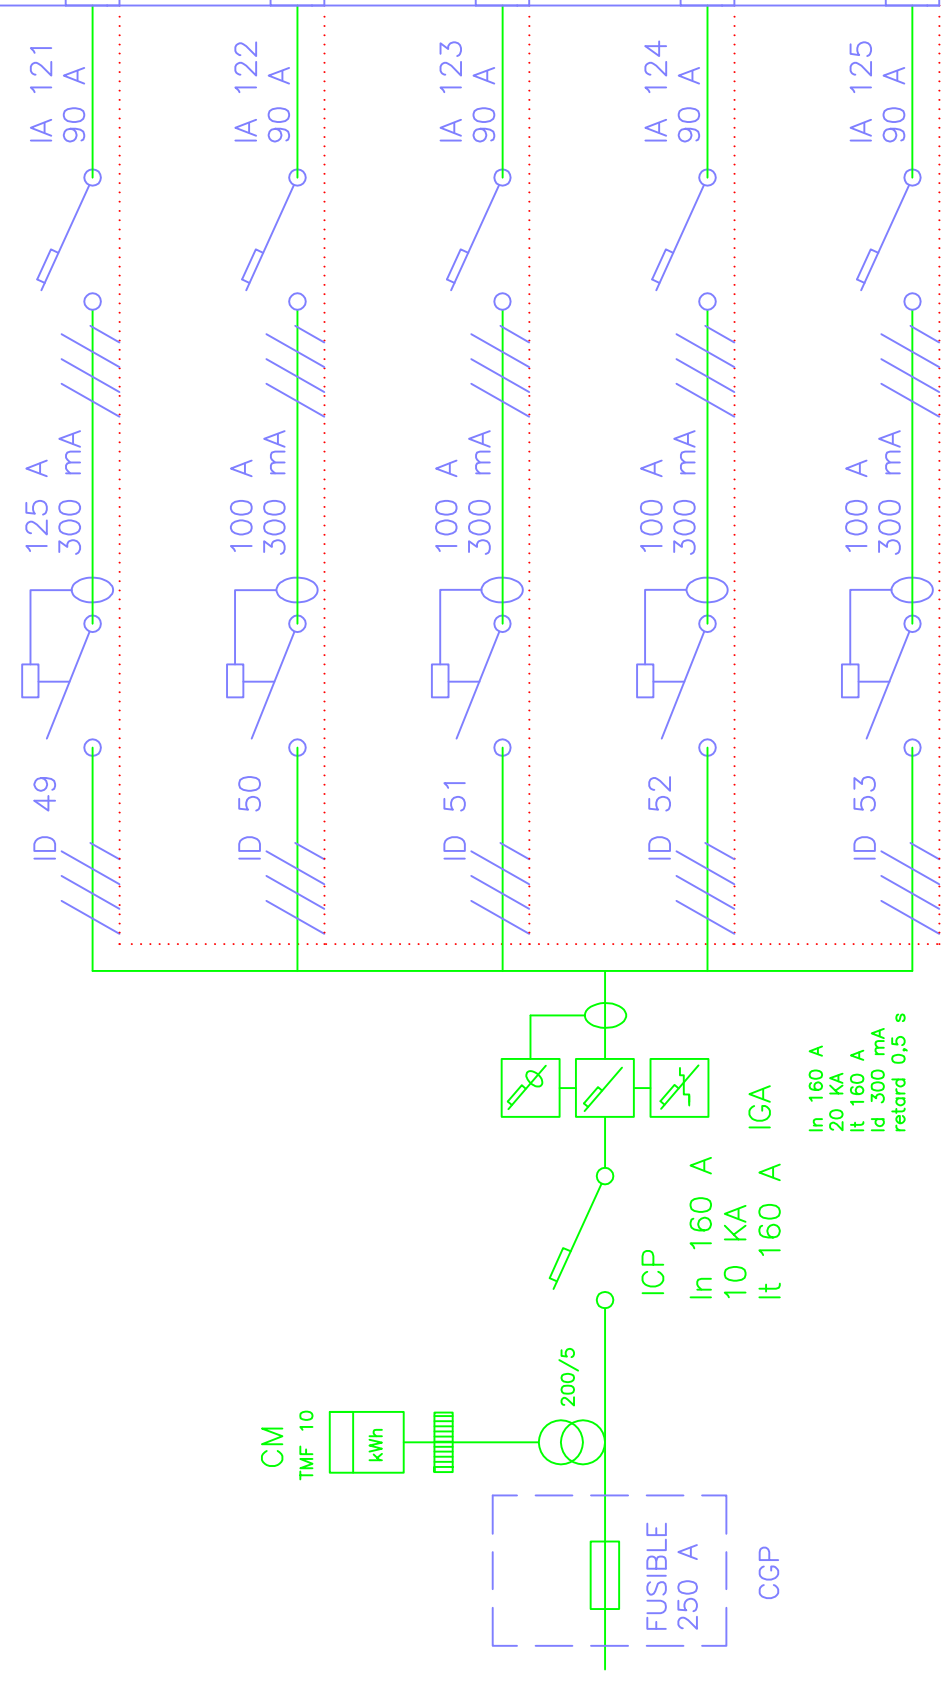 IA 121
90 A
IA 122
90 A
IA 123
90 A
IA 124
90 A
IA 125
90 A
125 A
300 mA
100 A
300 mA
100 A
300 mA
100 A
300 mA
100 A
300 mA
ID 49
ID 50
ID 51
ID 52
ID 53
IGA
In 160 A
20 KA
It 160 A
Id 300 mA
retard 0,5 s
ICP
In 160 A
10 KA
It 160 A
200/5
CM
TMF 10
kWh
FUSIBLE
250 A
CGP